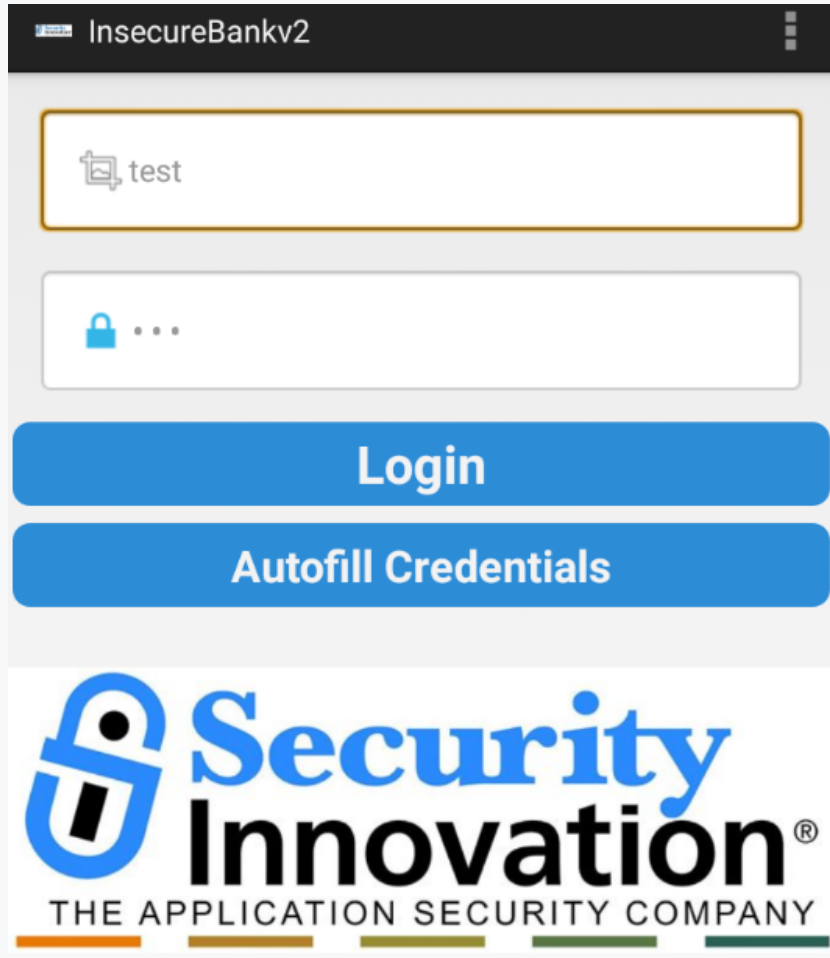 InsecureBankv2
test
•••
Login
Autofill Credentials
Security
Innovation®
THE APPLICATION SECURITY COMPANY